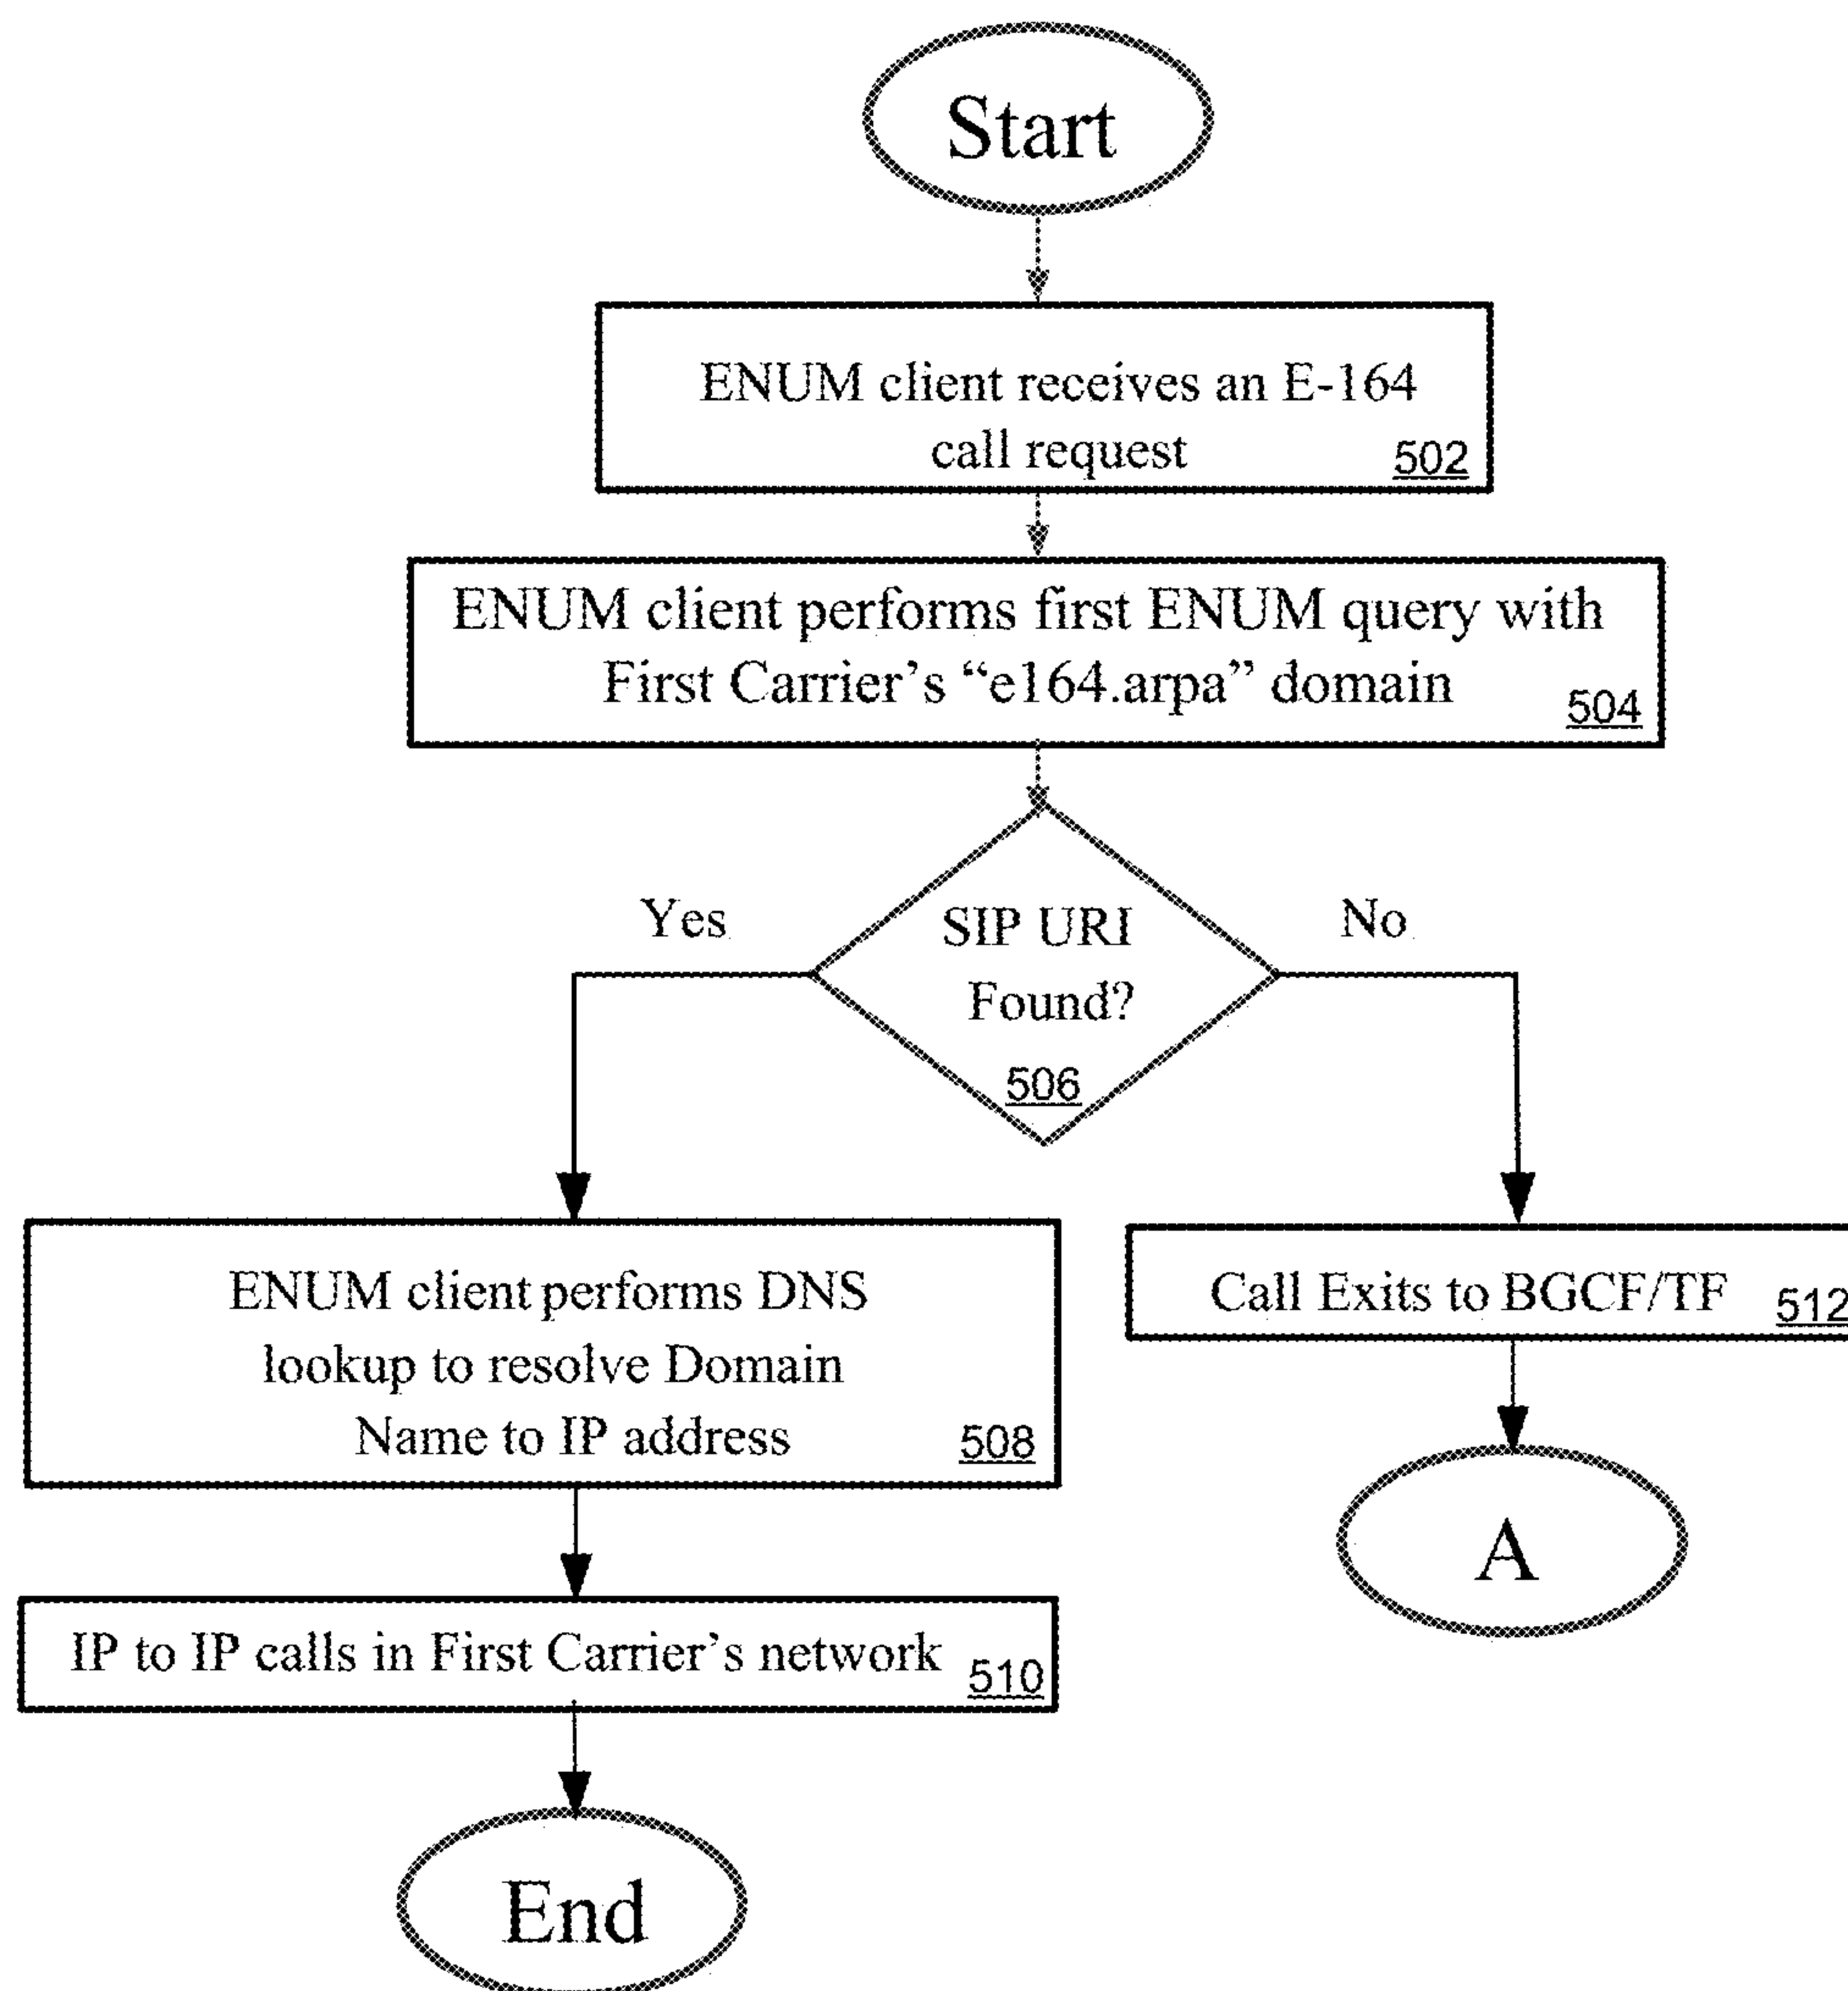 Start
ENUM client receives an E-164
call request
502
ENUM client performs first ENUM query with
First Carrier's “e164.arpa” domain
504
Yes
SIP URI
Found?
506
No
ENUM client performs DNS
lookup to resolve Domain
Name to IP address
508
Call Exits to BGCF/TF
512
A
IP to IP calls in First Carrier's network
510
End